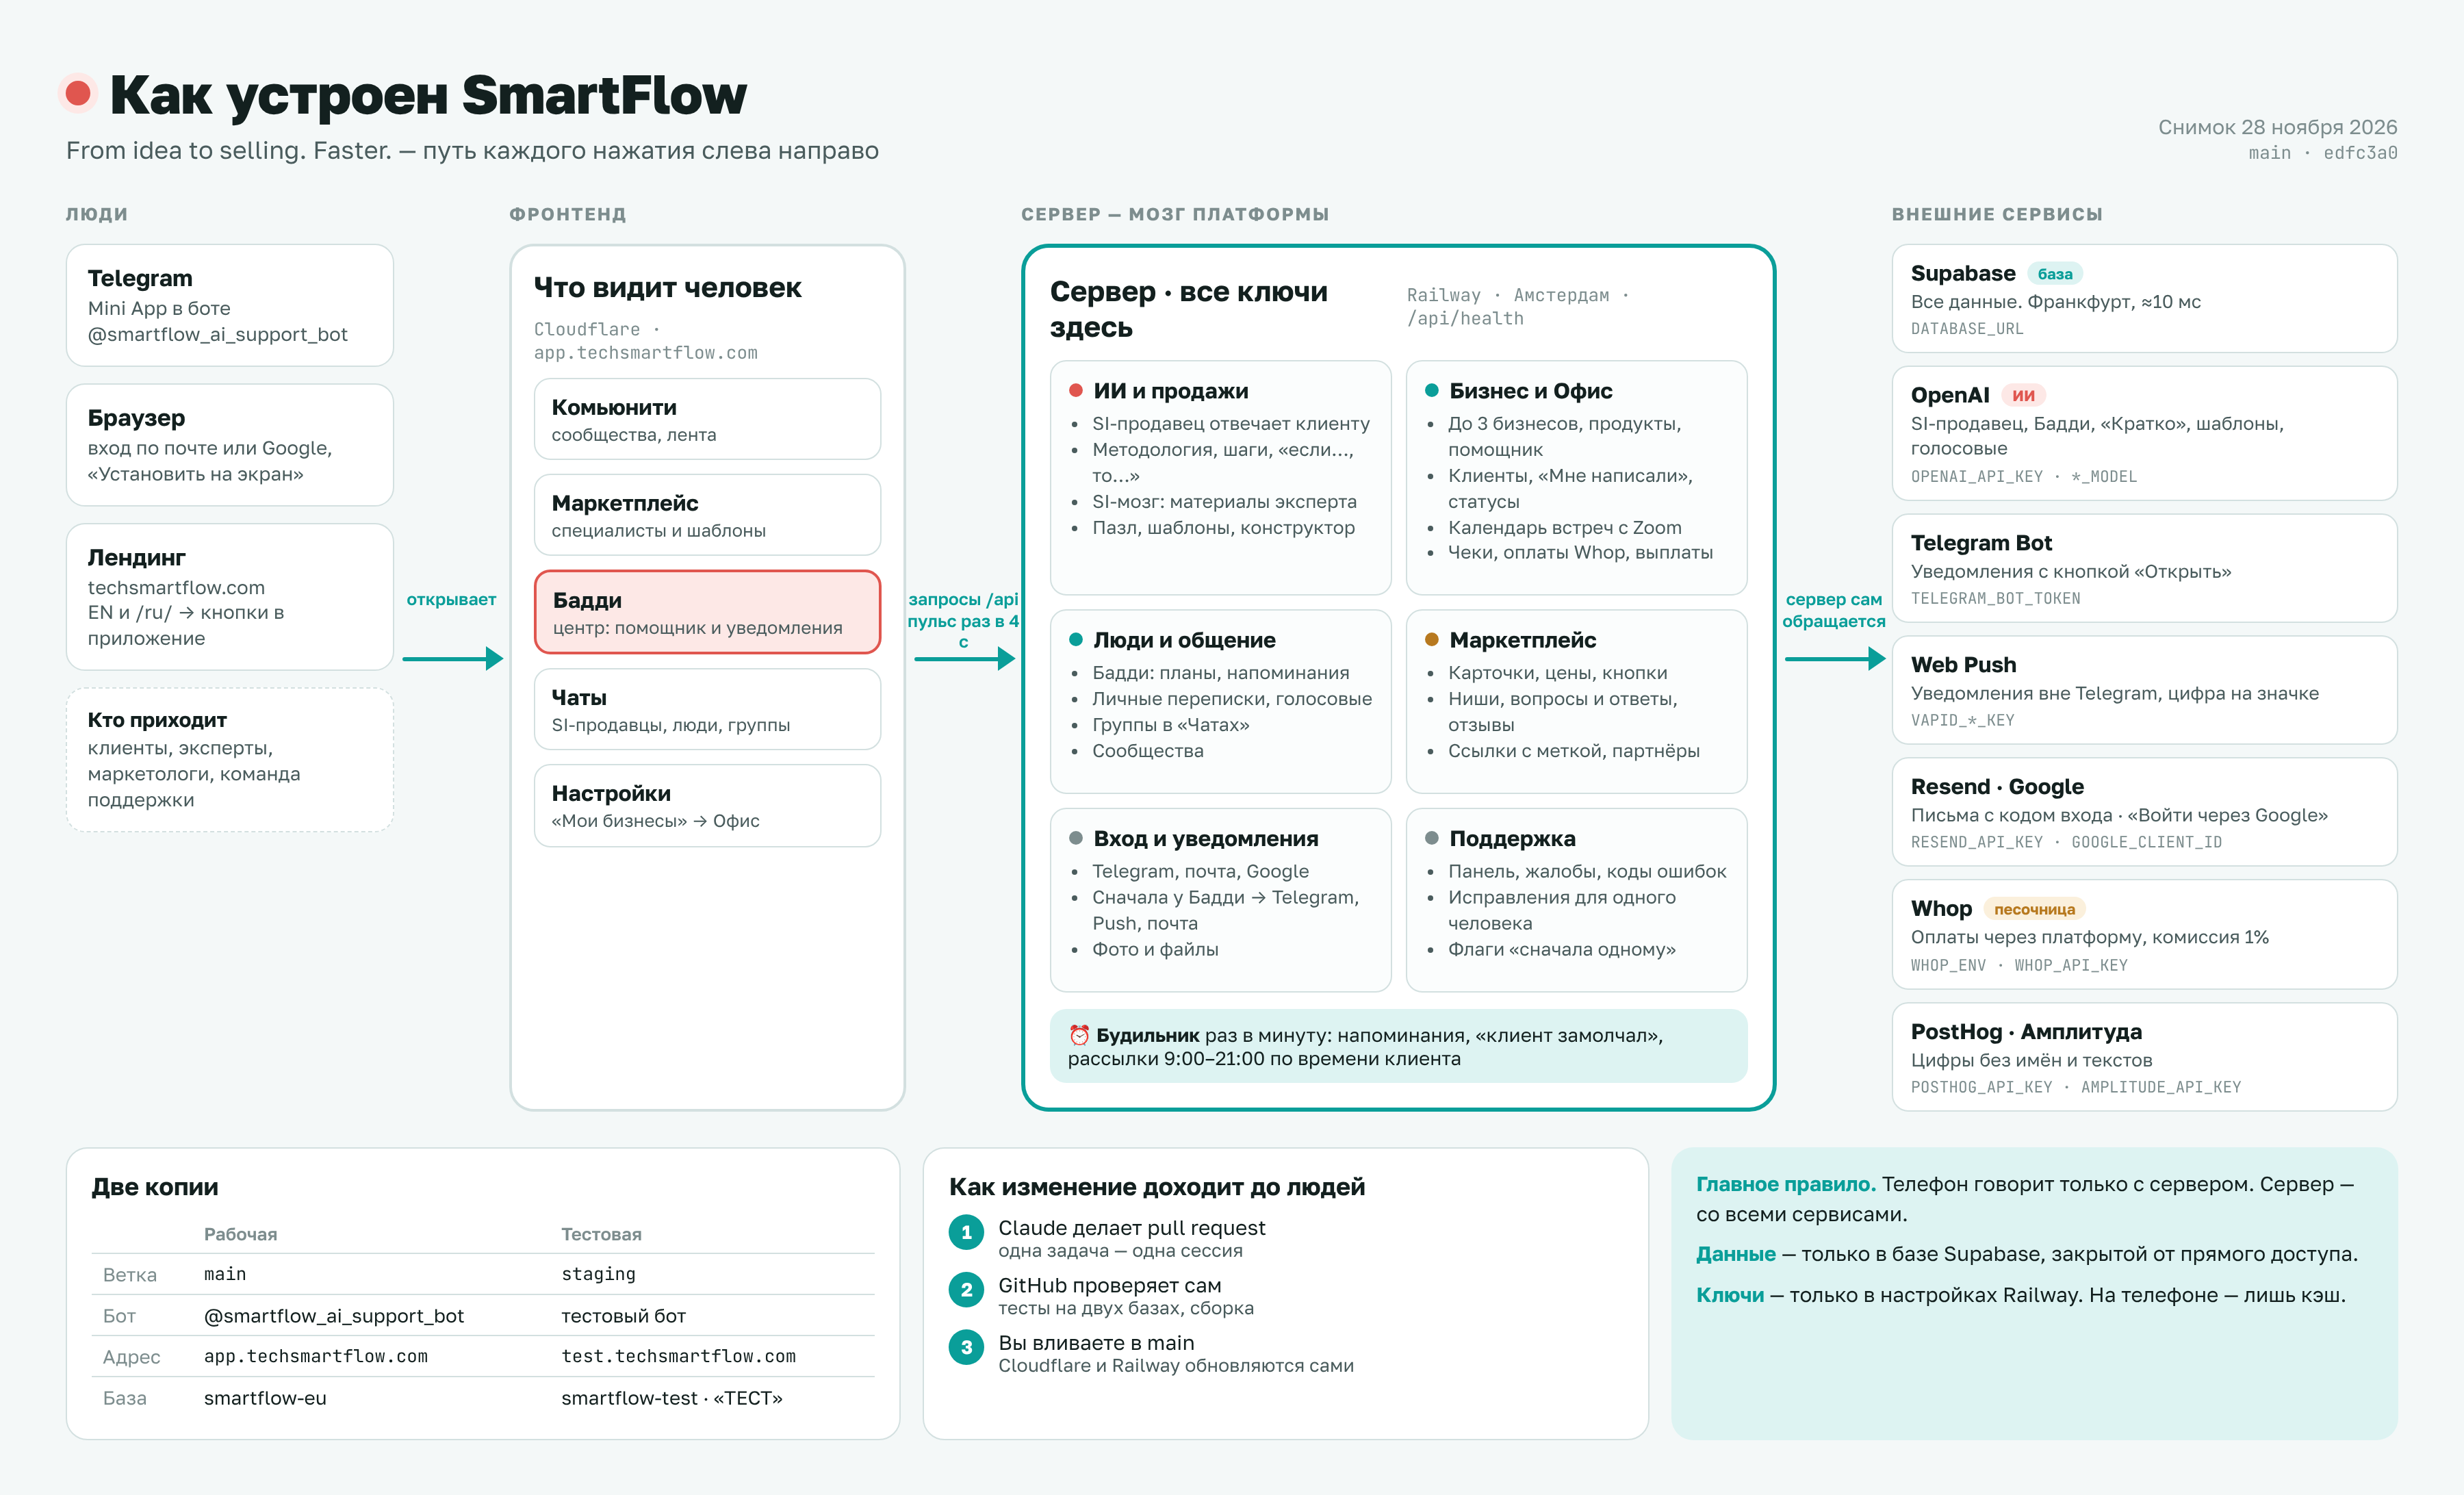 Как устроен SmartFlow
From idea to selling. Faster. — путь каждого нажатия слева направо
Снимок 28 ноября 2026
main · edfc3a0
ЛЮДИ
Telegram
Mini App в боте
@smartflow_ai_support_bot
Браузер
вход по почте или Google,
«Установить на экран»
Лендинг
techsmartflow.com
EN и /ru/ → кнопки в
приложение
Кто приходит
клиенты, эксперты,
маркетологи, команда
поддержки
открывает
ФРОНТЕНД
Что видит человек
Cloudflare ·
app.techsmartflow.com
Комьюнити
сообщества, лента
Маркетплейс
специалисты и шаблоны
Бадди
центр: помощник и уведомления
Чаты
SI-продавцы, люди, группы
Настройки
«Мои бизнесы» → Офис
запросы /api
пульс раз в 4
с
СЕРВЕР — МОЗГ ПЛАТФОРМЫ
Сервер · все ключи
здесь
Railway · Амстердам ·
/api/health
ИИ и продажи
• SI-продавец отвечает клиенту
• Методология, шаги, «если…,
то…»
• SI-мозг: материалы эксперта
• Пазл, шаблоны, конструктор
Бизнес и Офис
• До 3 бизнесов, продукты,
помощник
• Клиенты, «Мне написали»,
статусы
• Календарь встреч с Zoom
• Чеки, оплаты Whop, выплаты
Люди и общение
• Бадди: планы, напоминания
• Личные переписки, голосовые
• Группы в «Чатах»
• Сообщества
Маркетплейс
• Карточки, цены, кнопки
• Ниши, вопросы и ответы,
отзывы
• Ссылки с меткой, партнёры
Вход и уведомления
• Telegram, почта, Google
• Сначала у Бадди → Telegram,
Push, почта
• Фото и файлы
Поддержка
• Панель, жалобы, коды ошибок
• Исправления для одного
человека
• Флаги «сначала одному»
⏰ Будильник раз в минуту: напоминания, «клиент замолчал»,
рассылки 9:00–21:00 по времени клиента
сервер сам
обращается
ВНЕШНИЕ СЕРВИСЫ
Supabase база
Все данные. Франкфурт, ≈10 мс
DATABASE_URL
OpenAI ИИ
SI-продавец, Бадди, «Кратко», шаблоны,
голосовые
OPENAI_API_KEY · *_MODEL
Telegram Bot
Уведомления с кнопкой «Открыть»
TELEGRAM_BOT_TOKEN
Web Push
Уведомления вне Telegram, цифра на значке
VAPID_*_KEY
Resend · Google
Письма с кодом входа · «Войти через Google»
RESEND_API_KEY · GOOGLE_CLIENT_ID
Whop песочница
Оплаты через платформу, комиссия 1%
WHOP_ENV · WHOP_API_KEY
PostHog · Амплитуда
Цифры без имён и текстов
POSTHOG_API_KEY · AMPLITUDE_API_KEY
Две копии
Рабочая Тестовая
Ветка main staging
Бот @smartflow_ai_support_bot тестовый бот
Адрес app.techsmartflow.com test.techsmartflow.com
База smartflow-eu smartflow-test · «ТЕСТ»
Как изменение доходит до людей
1 Claude делает pull request
одна задача — одна сессия
2 GitHub проверяет сам
тесты на двух базах, сборка
3 Вы вливаете в main
Cloudflare и Railway обновляются сами
Главное правило. Телефон говорит только с сервером. Сервер —
со всеми сервисами.
Данные — только в базе Supabase, закрытой от прямого доступа.
Ключи — только в настройках Railway. На телефоне — лишь кэш.